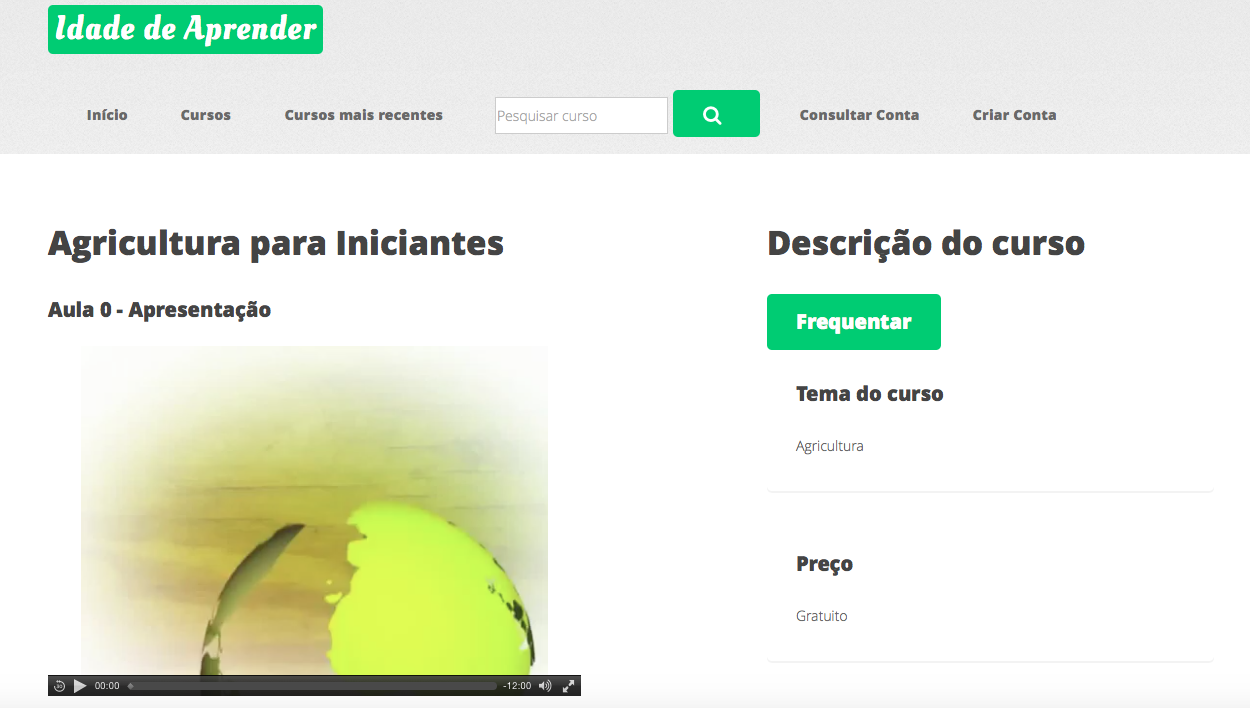 Idade de Aprender
Início
Cursos
Cursos mais recentes
Pesquisar curso
Consultar Conta
Criar Conta
Agricultura para Iniciantes
Aula 0 - Apresentação
00:00
-12:00
Descrição do curso
Frequentar
Tema do curso
Agricultura
Preço
Gratuito